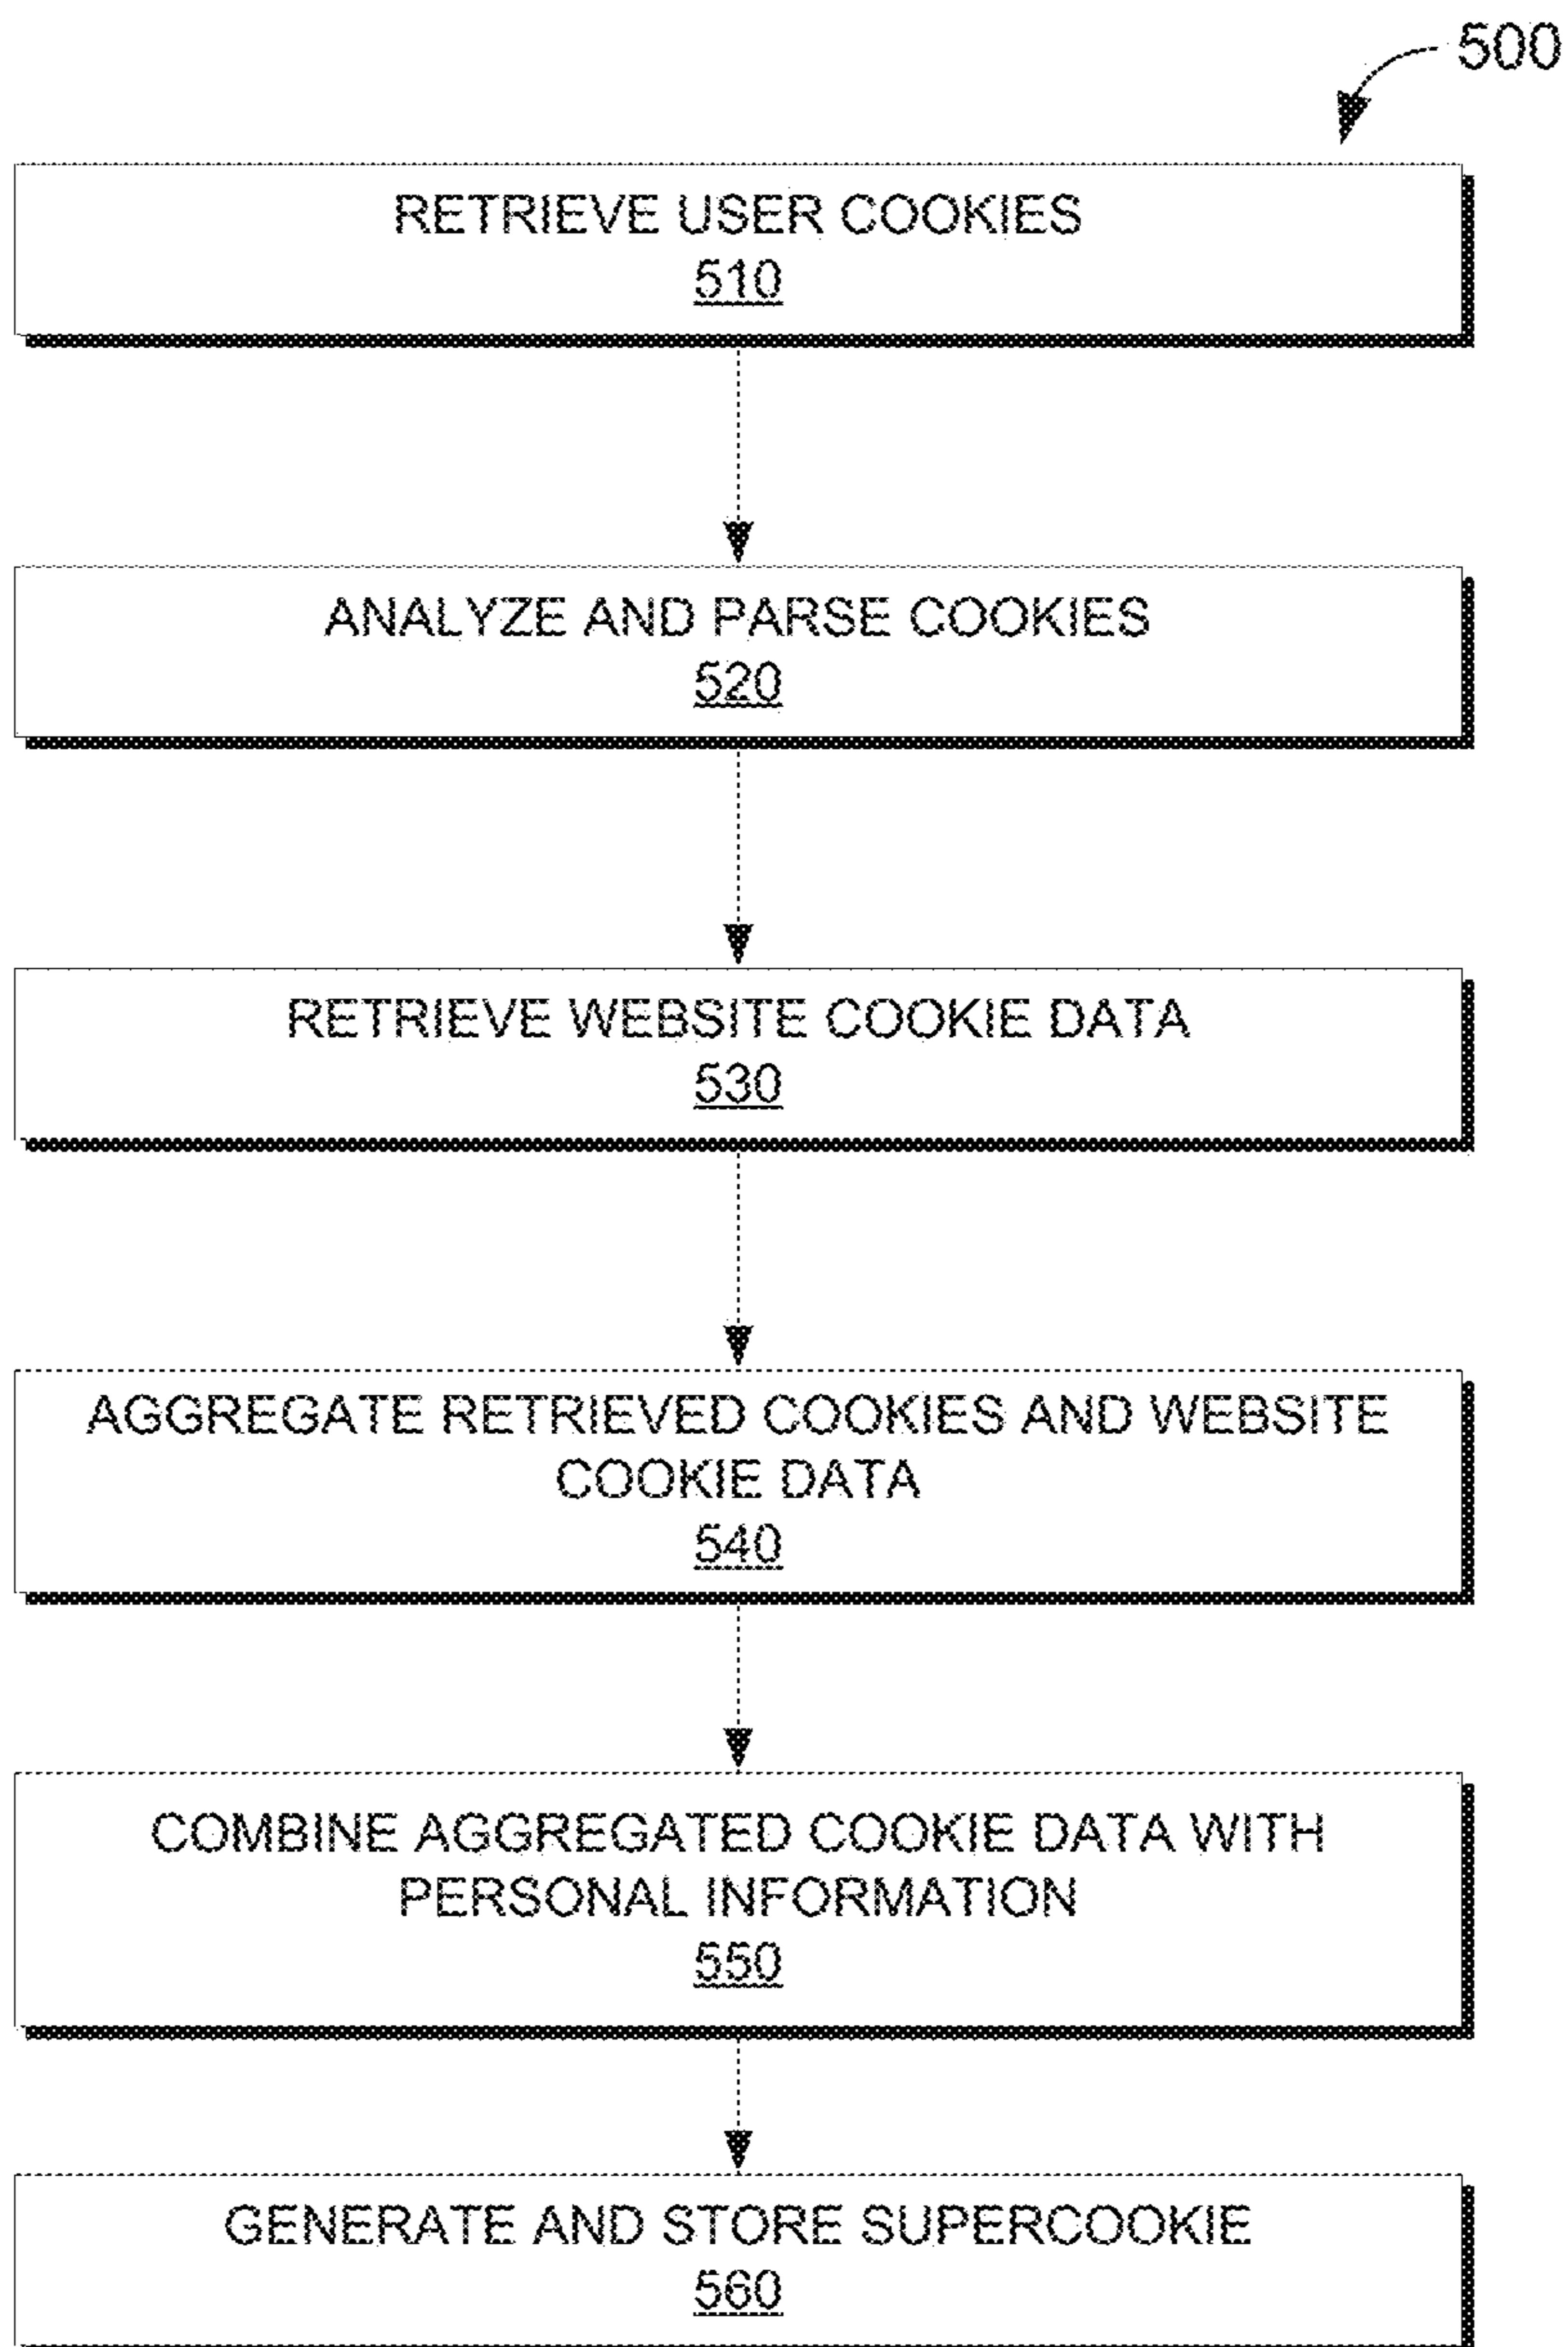 500
RETRIEVE USER COOKIES
510
ANALYZE AND PARSE COOKIES
520
RETRIEVE WEBSITE COOKIE DATA
530
AGGREGATE RETRIEVED COOKIES AND WEBSITE
COOKIE DATA
540
COMBINE AGGREGATED COOKIE DATA WITH
PERSONAL INFORMATION
550
GENERATE AND STORE SUPERCOOKIE
560